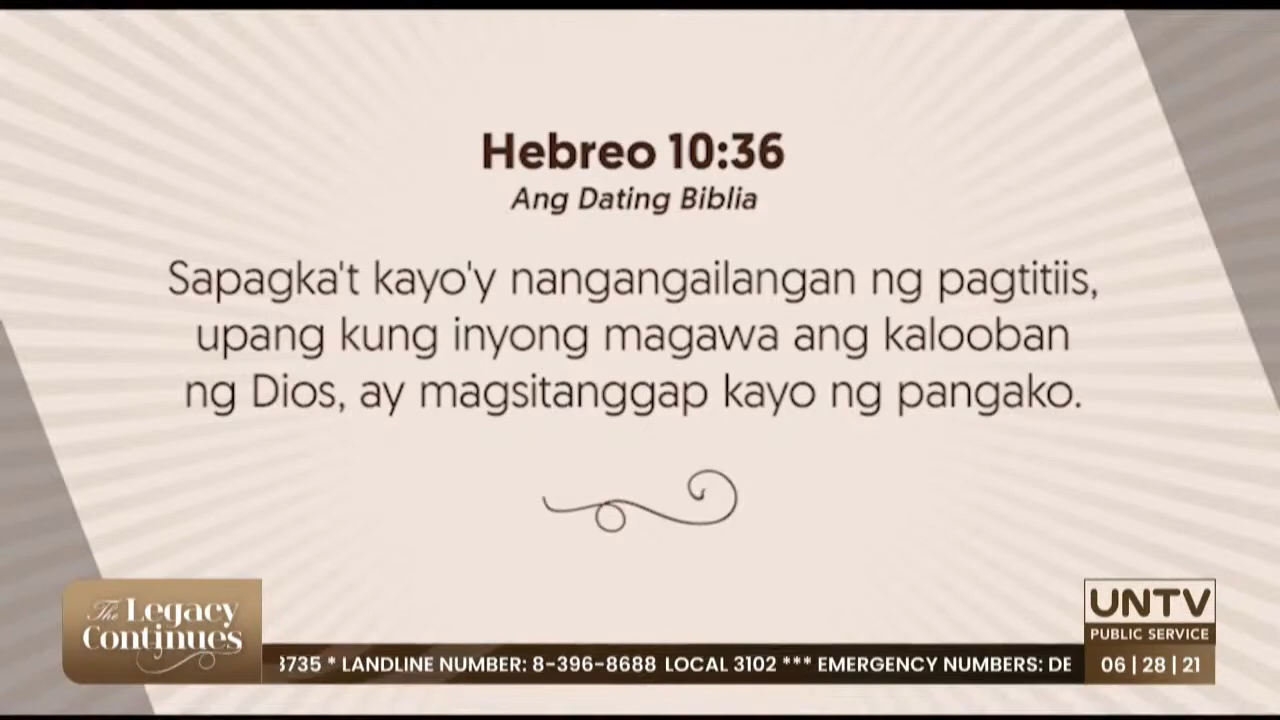 Hebreo 10:36
Ang Dating Biblia
Sapagka't kayo'y nangangailangan ng pagtitiis,
upang kung inyong magawa ang kalooban
ng Dios, ay magsitanggap kayo ng pangako.
The Legacy
Continues
3735 * LANDLINE NUMBER: 8-396-8688 LOCAL 3102 *** EMERGENCY NUMBERS: DE
UNTV
PUBLIC SERVICE
06 | 28 | 21